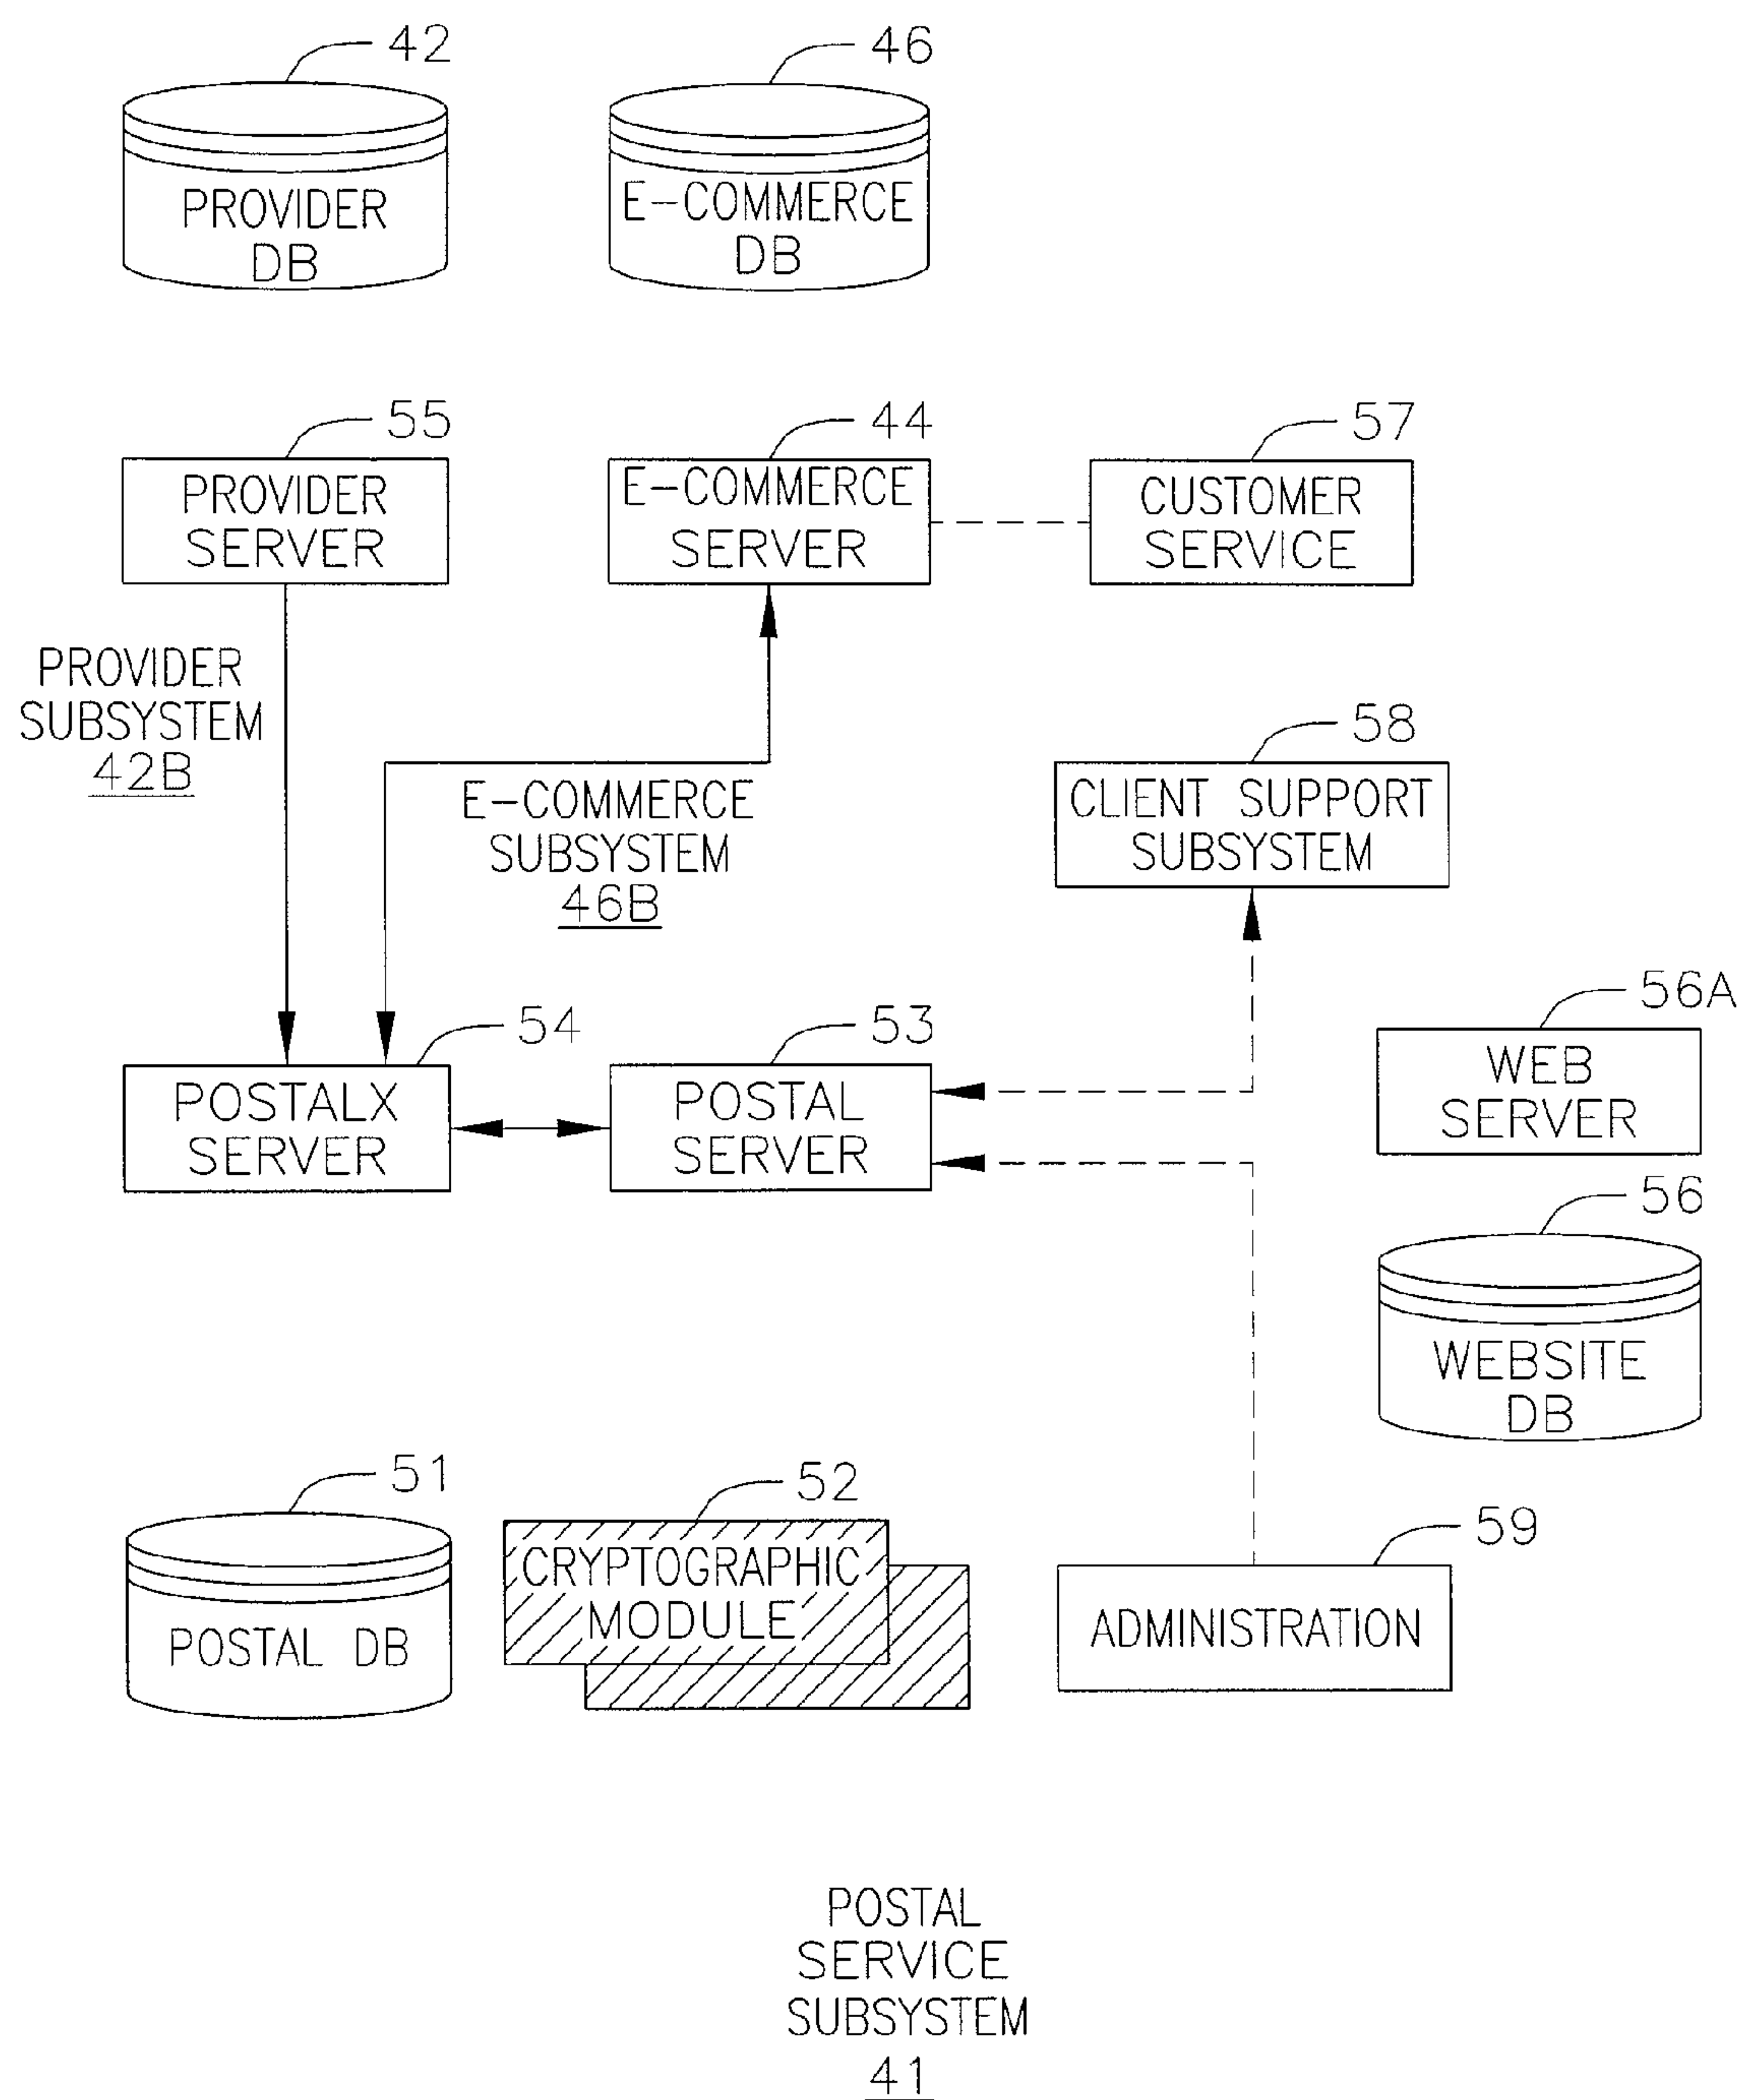 42
46
PROVIDER
DB
E-COMMERCE
DB
55
44
57
PROVIDER
SERVER
E-COMMERCE
SERVER
CUSTOMER
SERVICE
PROVIDER
SUBSYSTEM
42B
58
E-COMMERCE
SUBSYSTEM
46B
CLIENT SUPPORT
SUBSYSTEM
56A
54
53
POSTALX
SERVER
POSTAL
SERVER
WEB
SERVER
56
WEBSITE
DB
51
52
59
POSTAL DB
CRYPTOGRAPHIC
MODULE
ADMINISTRATION
POSTAL
SERVICE
SUBSYSTEM
41